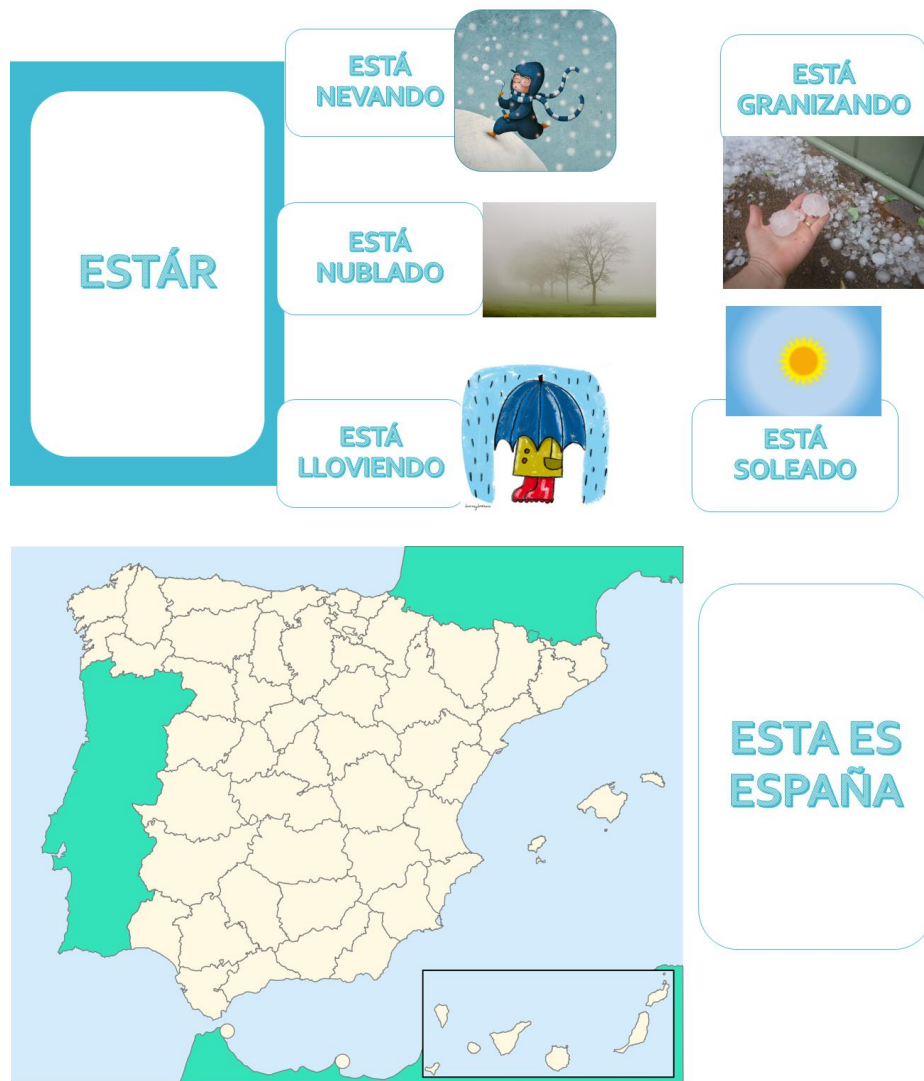 ESTÁR
ESTÁ
NEVANDO
ESTÁ
NUBLADO
ESTÁ
LLOVIENDO
ESTÁ
GRANIZANDO
ESTÁ
SOLEADO
ESTA ES
ESPAÑA